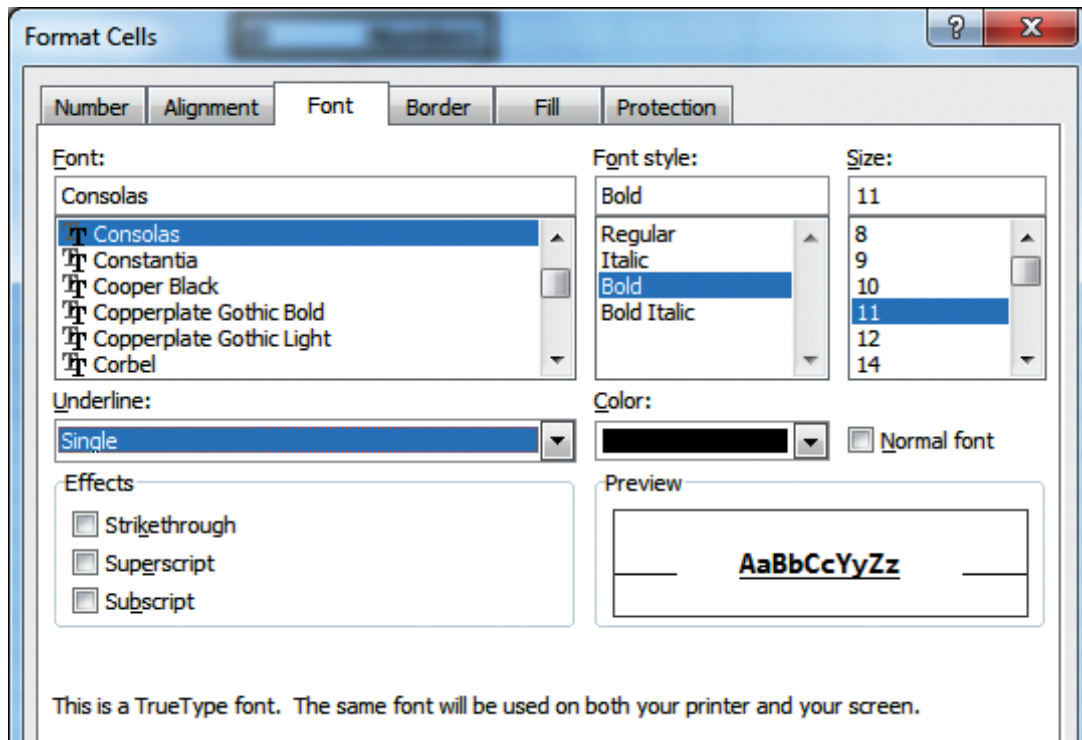 Format Cells
Number Alignment Font Border Fill Protection
Font: Font style: Size:
Consolas Bold 11
Consolas Regular 8
Constantia Italic 9
Cooper Black Bold 10
Copperplate Gothic Bold Bold Italic 11
Copperplate Gothic Light 12
Corbel 14
Underline: Color:
Single Normal font
Effects Preview
Strikethrough
Superscript AaBbCcYyZz
Subscript
This is a TrueType font. The same font will be used on both your printer and your screen.